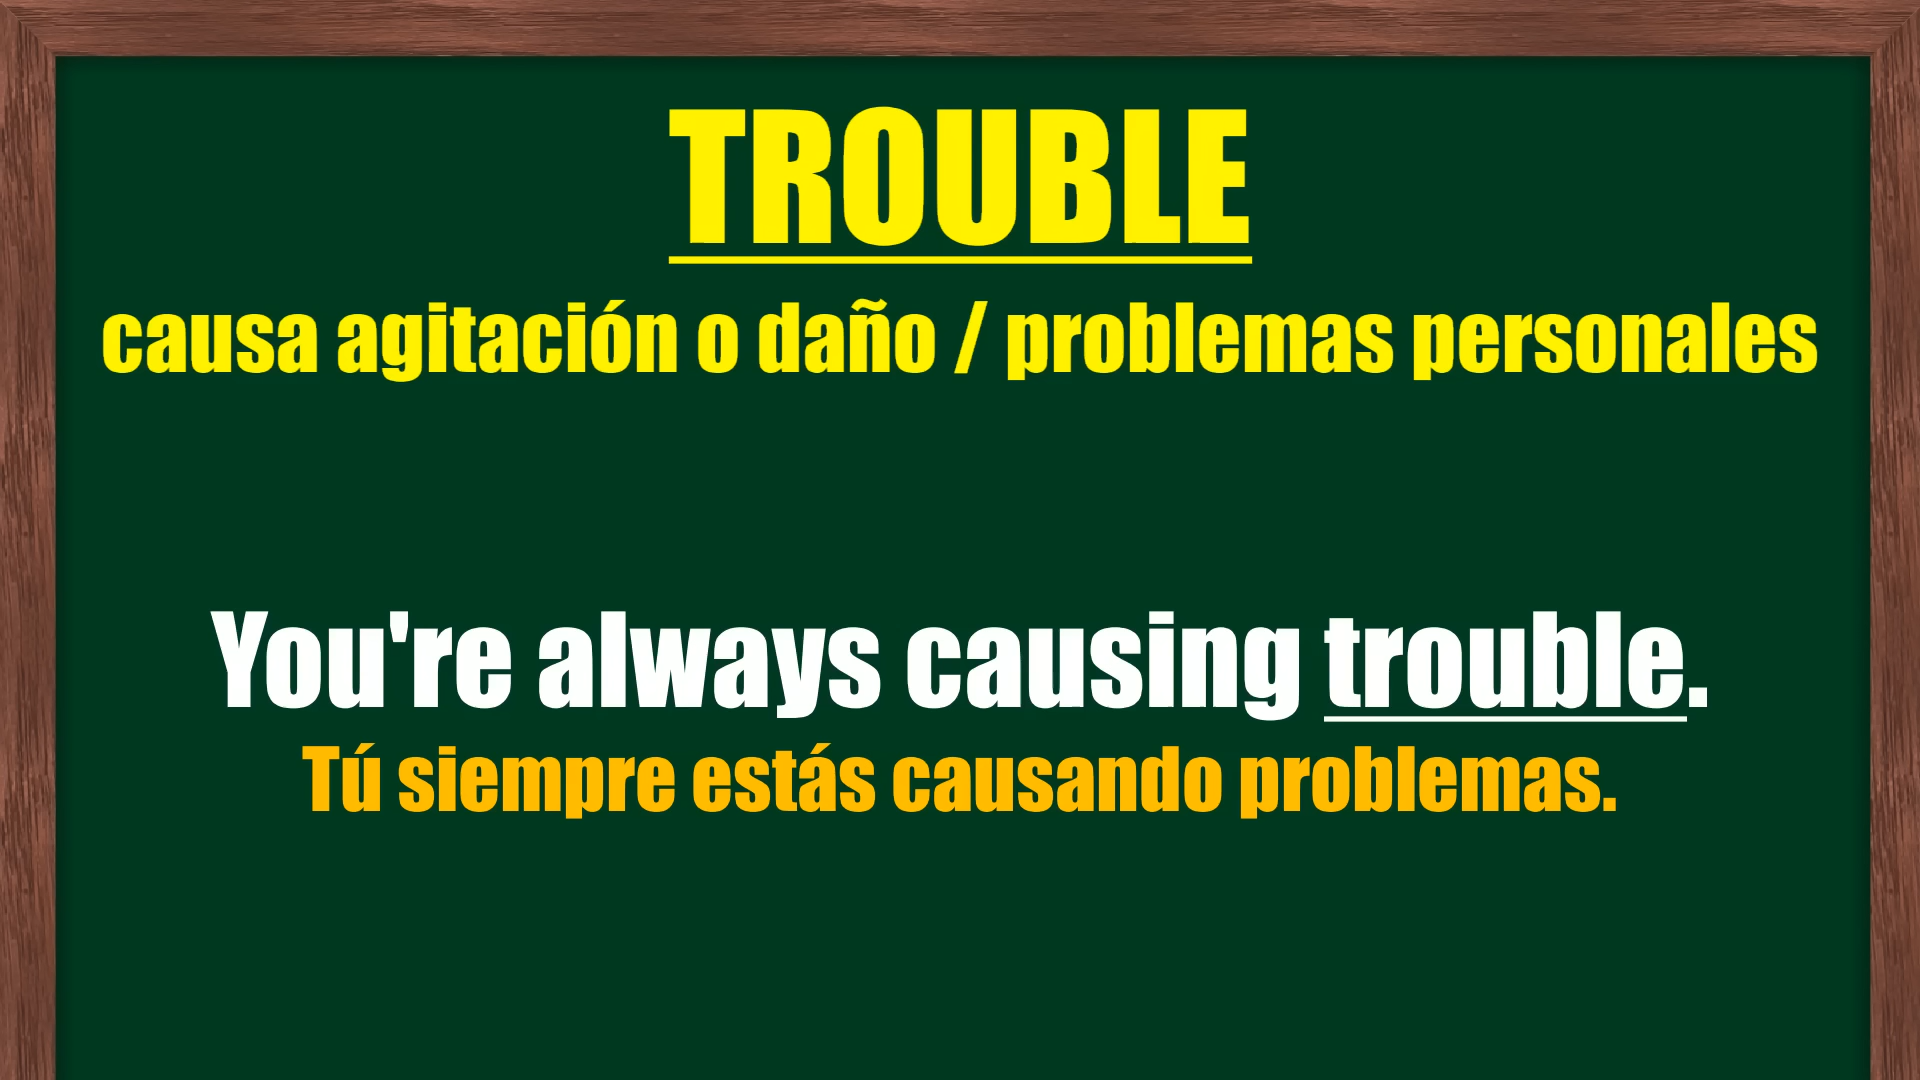 TROUBLE
causa agitación o daño / problemas personales
You're always causing trouble.
Tú siempre estás causando problemas.